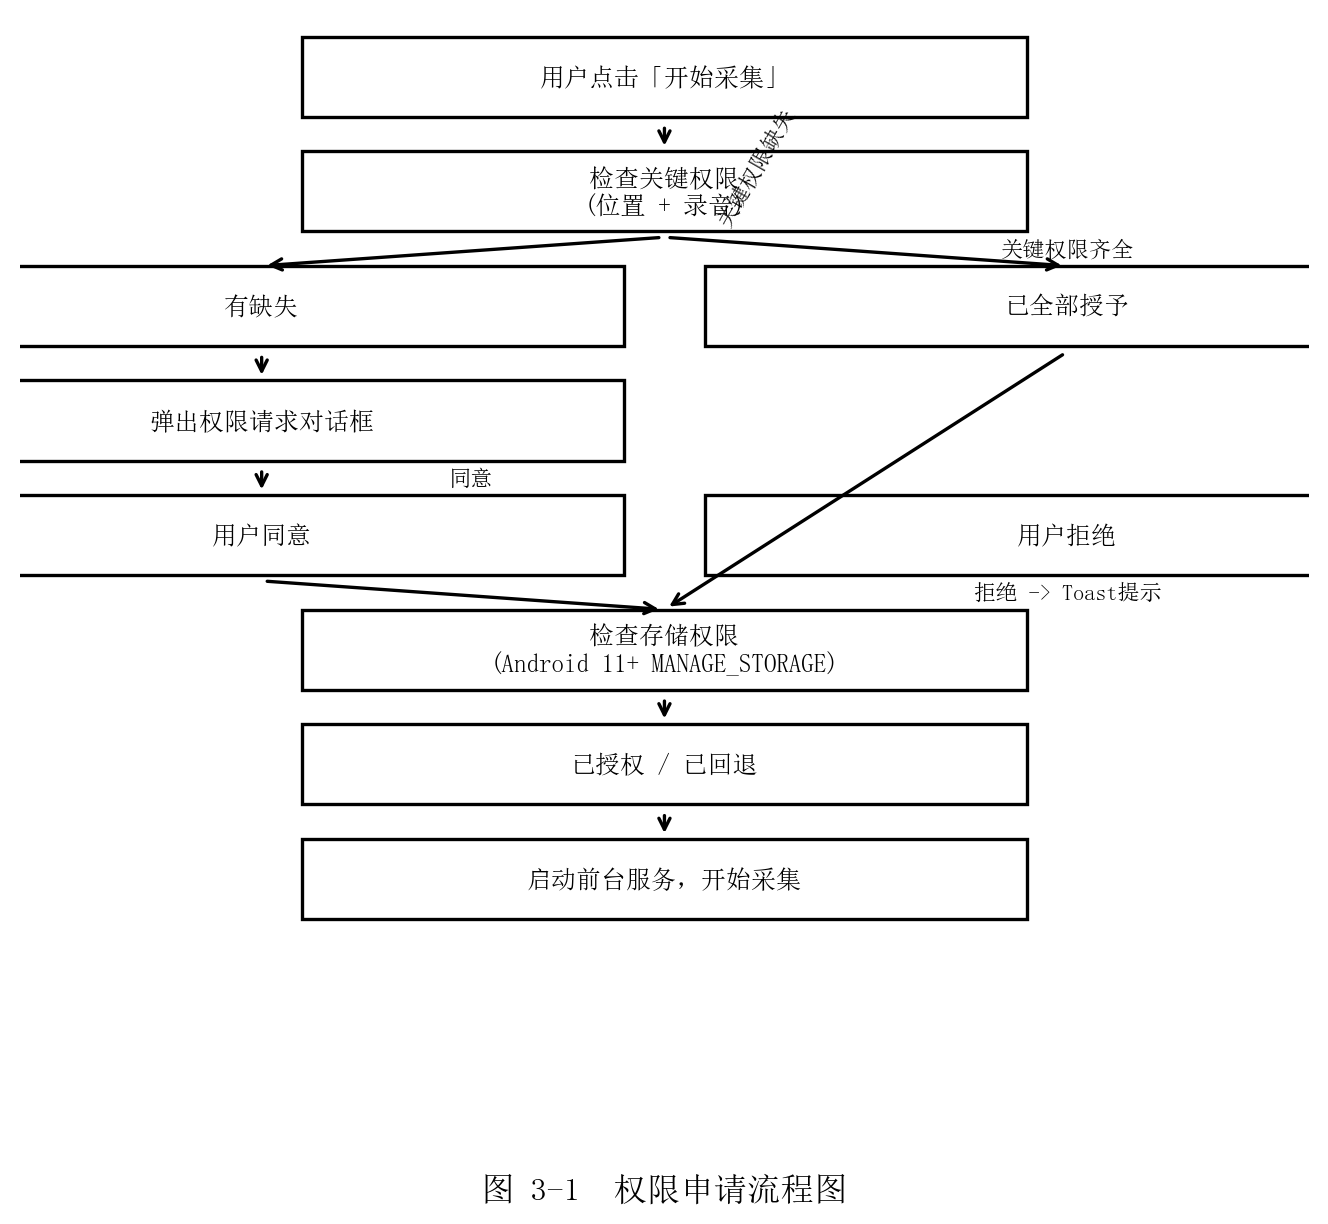 用户点击「开始采集」
关键权限缺失
检查关键权限
(位置 + 录音)
关键权限齐全
有缺失
已全部授予
弹出权限请求对话框
同意
用户同意
用户拒绝
拒绝 -> Toast提示
检查存储权限
(Android 11+ MANAGE_STORAGE)
已授权 / 已回退
启动前台服务，开始采集
图 3-1  权限申请流程图